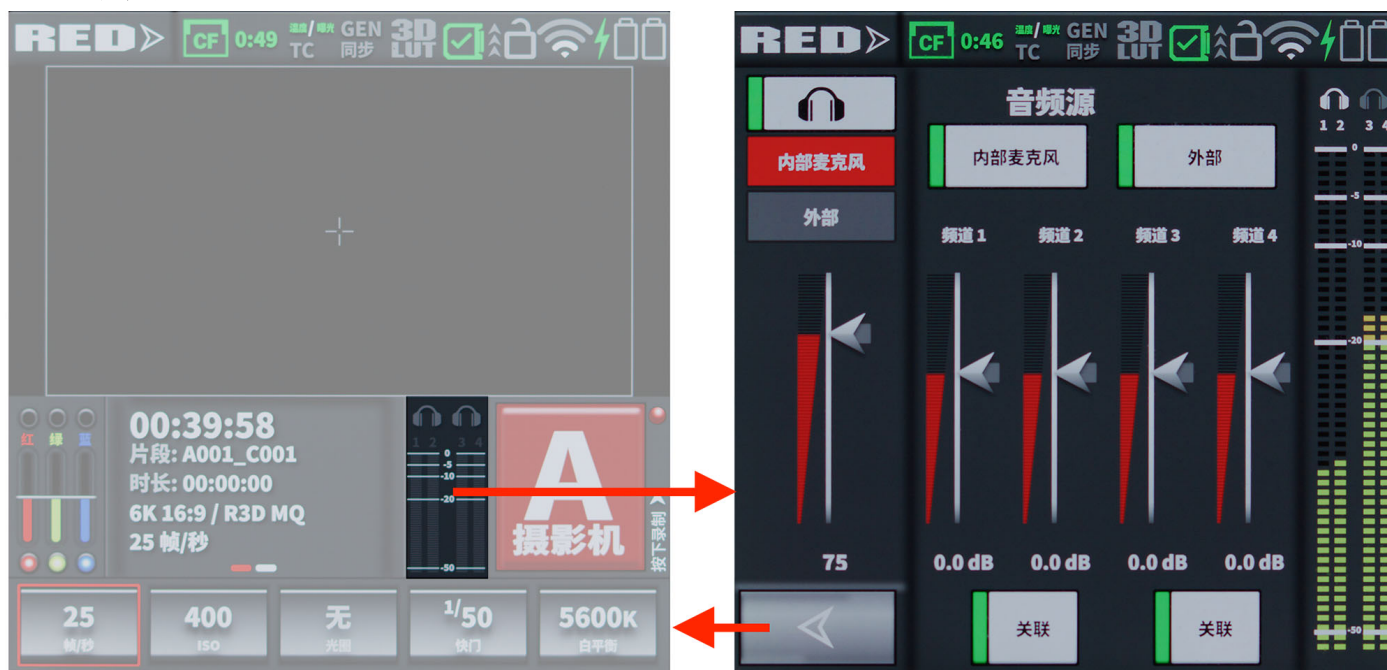 RED CF 0:49 温度/曝光 TC GEN 同步 3D LUT
红 绿 蓝
00:39:58
片段: A001_C001
时长: 00:00:00
6K 16:9 / R3D MQ
25 帧/秒
1 2 3 4
0
-5
-10
-20
-50
A
摄影机
按下录制
25 帧/秒
400 ISO
无 光圈
1/50 快门
5600K 白平衡
RED CF 0:46 温度/曝光 TC GEN 同步 3D LUT
内部麦克风
外部
75
音频源
内部麦克风 外部
频道 1 频道 2 频道 3 频道 4
0.0 dB 0.0 dB 0.0 dB 0.0 dB
关联 关联
1 2 3 4
0
-5
-10
-20
-50